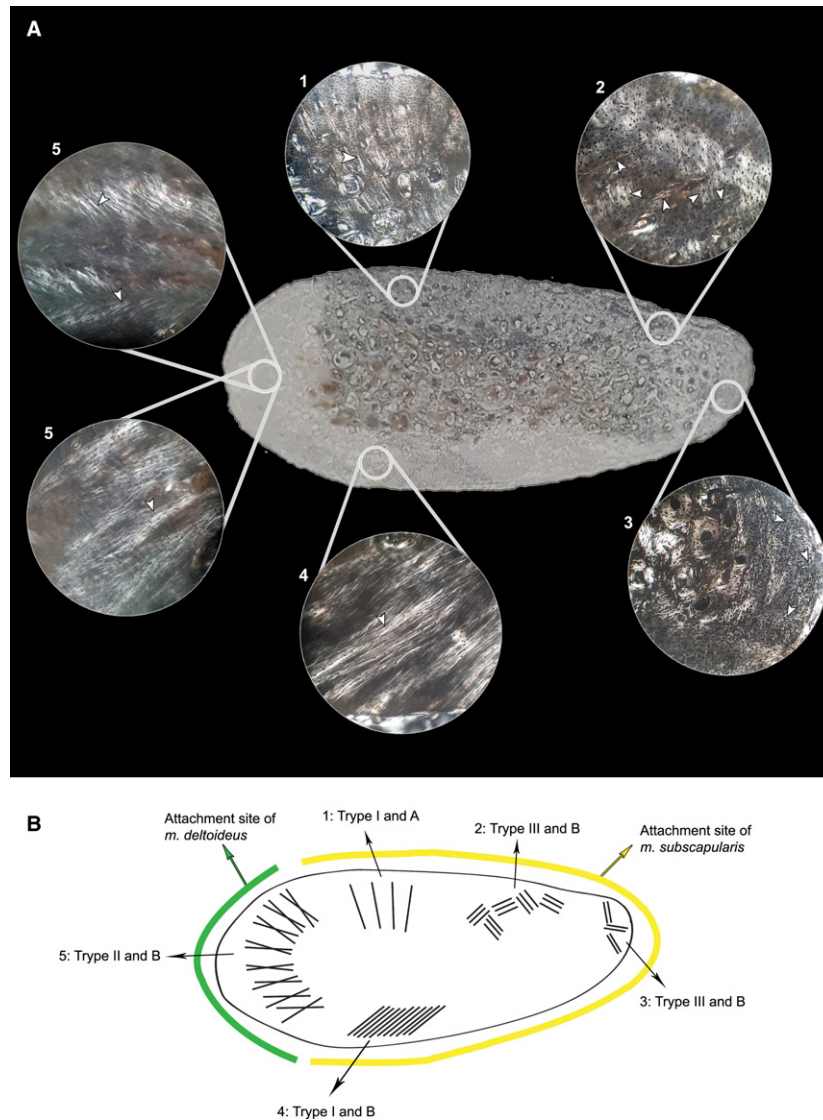 A
1
2
5
5
4
3
B
Attachment site of
m. deltoideus
1: Trype I and A
2: Trype III and B
Attachment site of
m. subscapularis
5: Trype II and B
3: Trype III and B
4: Trype I and B